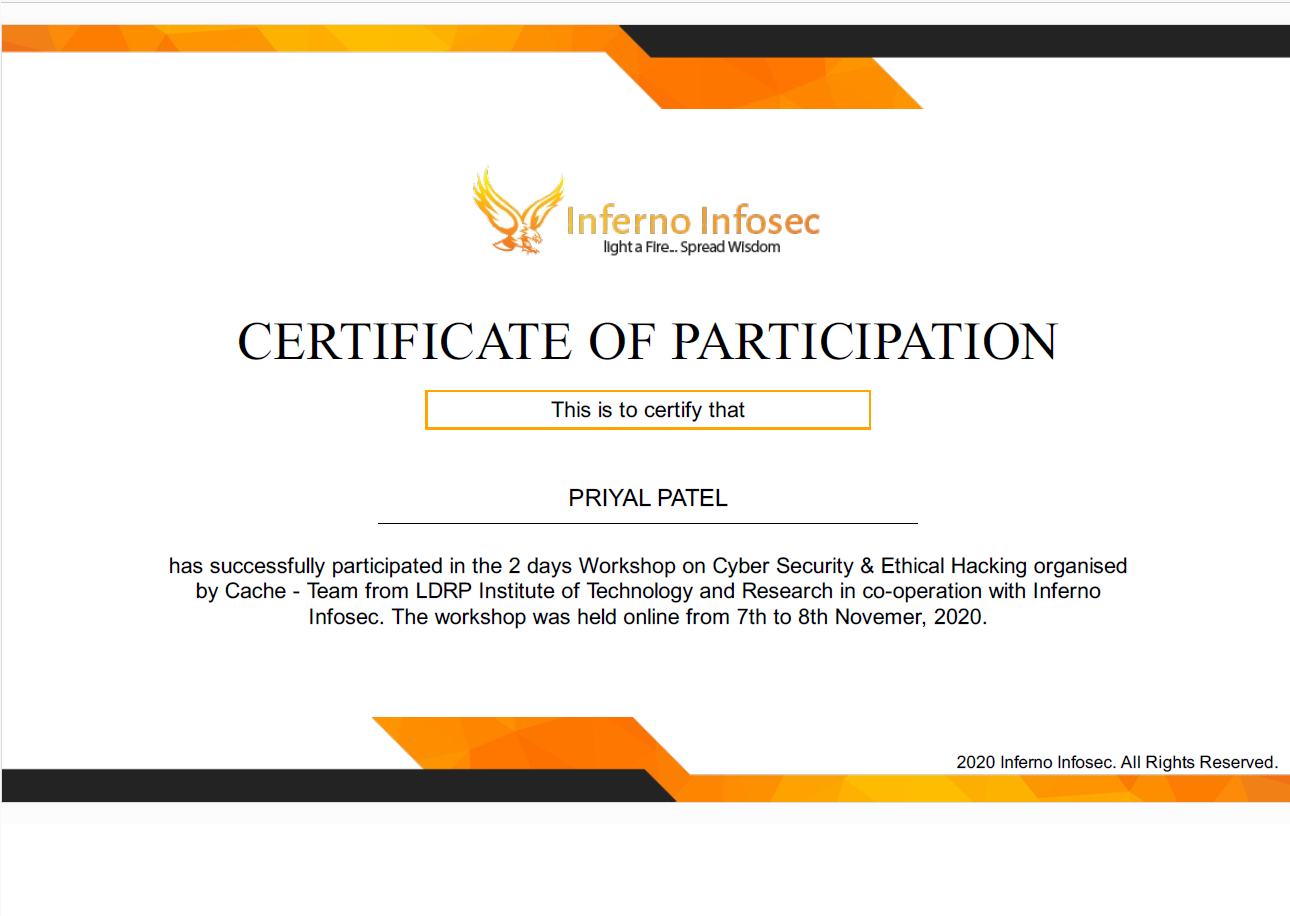 Inferno Infosec
light a Fire... Spread Wisdom
CERTIFICATE OF PARTICIPATION
This is to certify that
PRIYAL PATEL
has successfully participated in the 2 days Workshop on Cyber Security & Ethical Hacking organised
by Cache - Team from LDRP Institute of Technology and Research in co-operation with Inferno
Infosec. The workshop was held online from 7th to 8th Novemer, 2020.
2020 Inferno Infosec. All Rights Reserved.